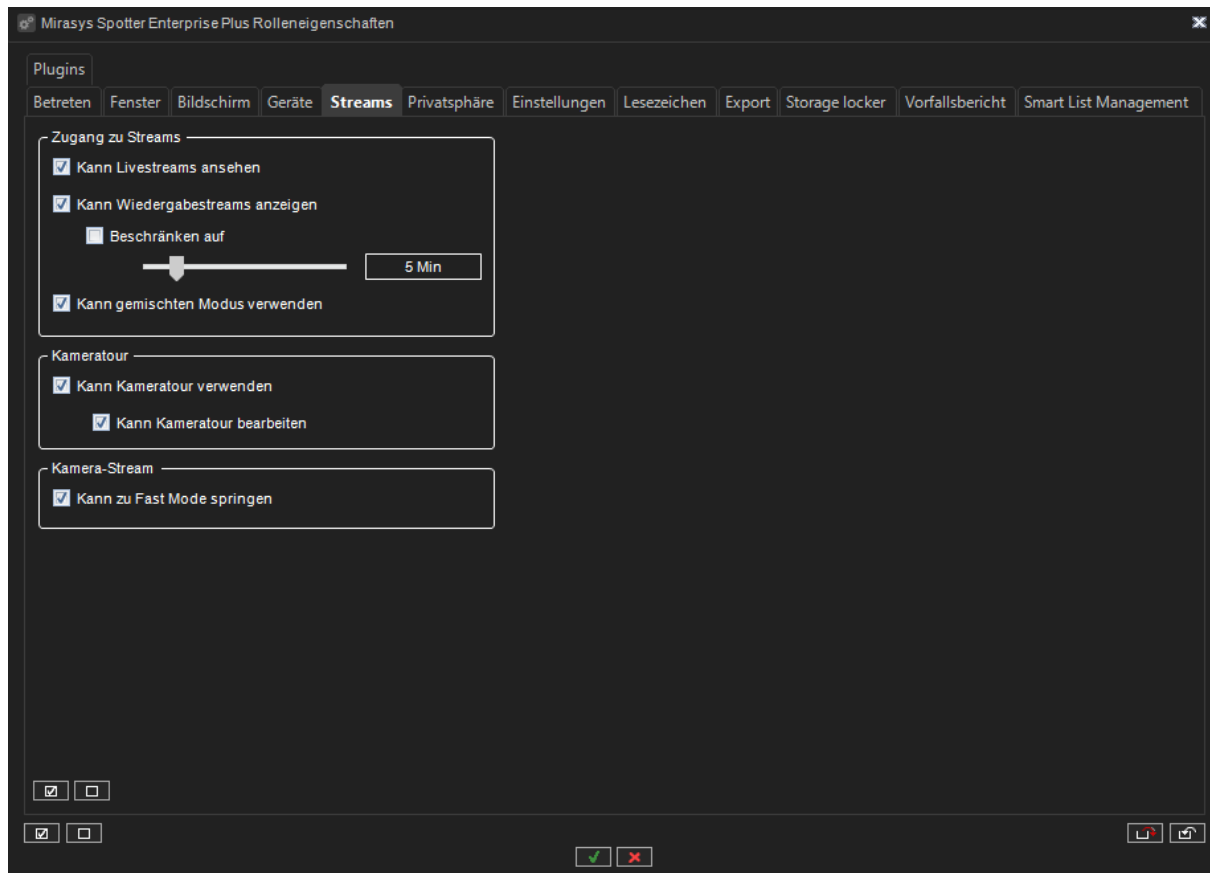 Mirasys Spotter Enterprise Plus Rolleneigenschaften
Plugins
Betreten Fenster Bildschirm Geräte Streams Privatsphäre Einstellungen Lesezeichen Export Storage locker Vorfallsbericht Smart List Management
Zugang zu Streams
Kann Livestreams ansehen
Kann Wiedergabestreams anzeigen
Beschränken auf
5 Min
Kann gemischten Modus verwenden
Kameratour
Kann Kameratour verwenden
Kann Kameratour bearbeiten
Kamera-Stream
Kann zu Fast Mode springen